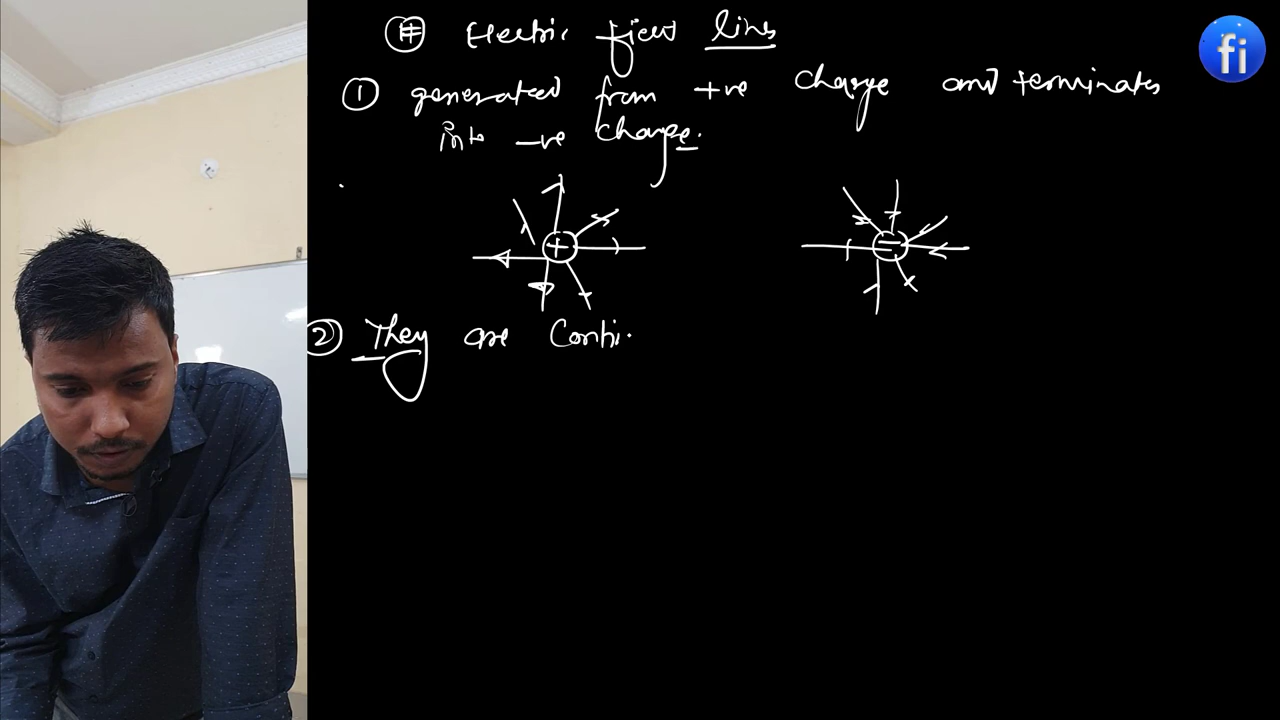 # Electric field lines
① generated from +ve charge and terminates
into -ve charge.
+ −
② They are Conti.
fi